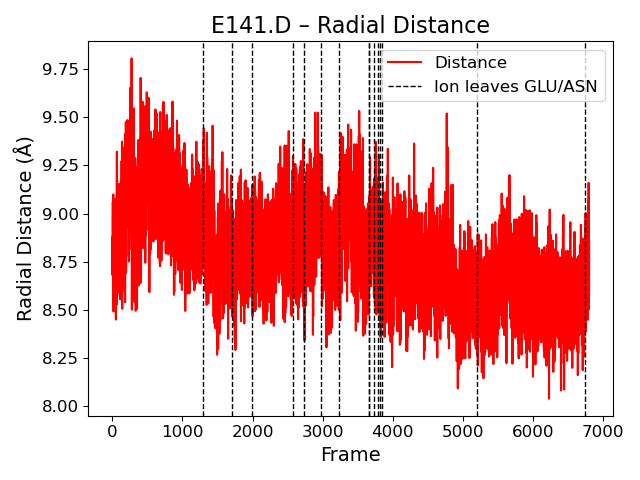 E141.D – Radial Distance
Distance
Ion leaves GLU/ASN
Radial Distance (Å)
9.75
9.50
9.25
9.00
8.75
8.50
8.25
8.00
0 1000 2000 3000 4000 5000 6000 7000
Frame